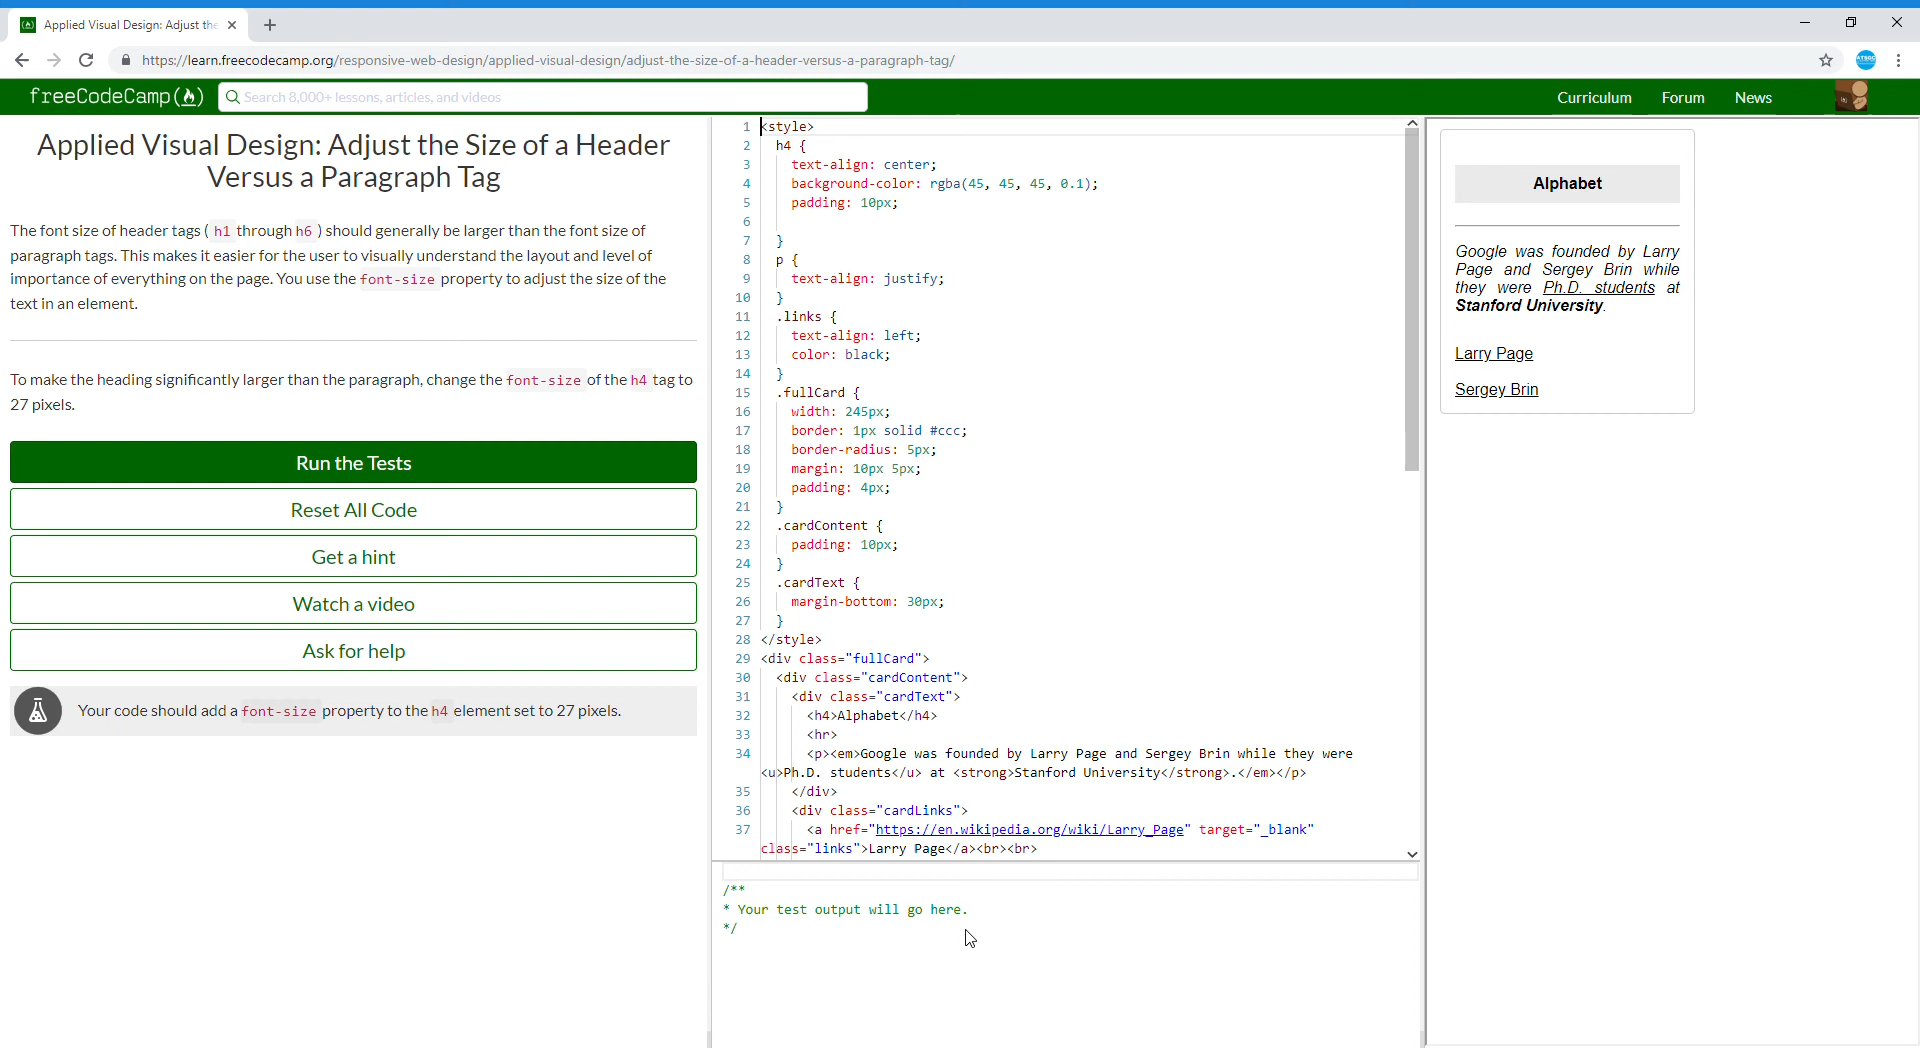 Applied Visual Design: Adjust the
https://learn.freecodecamp.org/responsive-web-design/applied-visual-design/adjust-the-size-of-a-header-versus-a-paragraph-tag/
freeCodeCamp
Search 8,000+ lessons, articles, and videos
Curriculum Forum News
Applied Visual Design: Adjust the Size of a Header
Versus a Paragraph Tag
The font size of header tags ( h1 through h6 ) should generally be larger than the font size of
paragraph tags. This makes it easier for the user to visually understand the layout and level of
importance of everything on the page. You use the font-size property to adjust the size of the
text in an element.
To make the heading significantly larger than the paragraph, change the font-size of the h4 tag to
27 pixels.
Run the Tests
Reset All Code
Get a hint
Watch a video
Ask for help
Your code should add a font-size property to the h4 element set to 27 pixels.
1 <style>
2 h4 {
3 text-align: center;
4 background-color: rgba(45, 45, 45, 0.1);
5 padding: 10px;
6
7 }
8 p {
9 text-align: justify;
10 }
11 .links {
12 text-align: left;
13 color: black;
14 }
15 .fullCard {
16 width: 245px;
17 border: 1px solid #ccc;
18 border-radius: 5px;
19 margin: 10px 5px;
20 padding: 4px;
21 }
22 .cardContent {
23 padding: 10px;
24 }
25 .cardText {
26 margin-bottom: 30px;
27 }
28 </style>
29 <div class="fullCard">
30 <div class="cardContent">
31 <div class="cardText">
32 <h4>Alphabet</h4>
33 <hr>
34 <p><em>Google was founded by Larry Page and Sergey Brin while they were
<u>Ph.D. students</u> at <strong>Stanford University</strong>.</em></p>
35 </div>
36 <div class="cardLinks">
37 <a href="https://en.wikipedia.org/wiki/Larry_Page" target="_blank"
class="links">Larry Page</a><br><br>
/**
* Your test output will go here.
*/
Alphabet
Google was founded by Larry
Page and Sergey Brin while
they were Ph.D. students at
Stanford University.
Larry Page
Sergey Brin